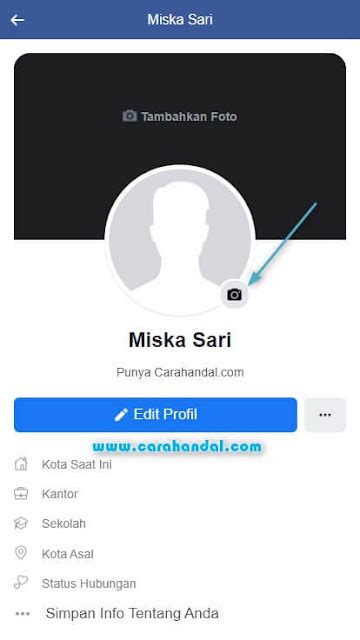 Miska Sari
Tambahkan Foto
Miska Sari
Punya Carahandal.com
Edit Profil
www.carahandal.com
Kota Saat Ini
Kantor
Sekolah
Kota Asal
Status Hubungan
Simpan Info Tentang Anda